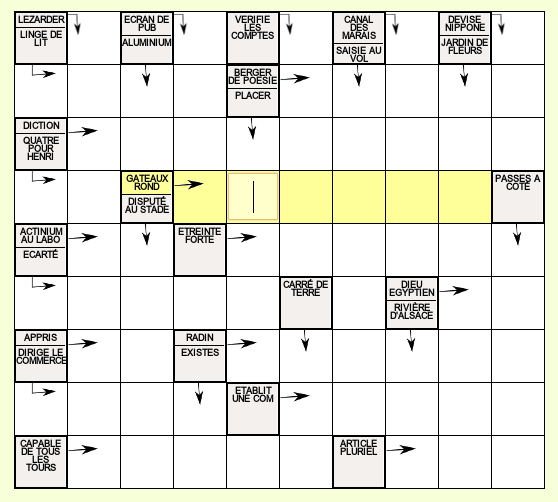 LEZARDER
LINGE DE
LIT
ECRAN DE
PUB
ALUMINIUM
VERIFIE
LES
COMPTES
CANAL
DES
MARAIS
SAISIE AU
VOL
DEVISE
NIPPONE
JARDIN DE
FLEURS
BERGER
DE POESIE
PLACER
DICTION
QUATRE
POUR
HENRI
GATEAUX
ROND
DISPUTÉ
AU STADE
PASSES A
COTÉ
ACTINIUM
AU LABO
ECARTÉ
ETREINTE
FORTE
CARRÉ DE
TERRE
DIEU
EGYPTIEN
RIVIÈRE
D'ALSACE
APPRIS
DIRIGE LE
COMMERCE
RADIN
EXISTES
ETABLIT
UNE COM
CAPABLE
DE TOUS
LES
TOURS
ARTICLE
PLURIEL